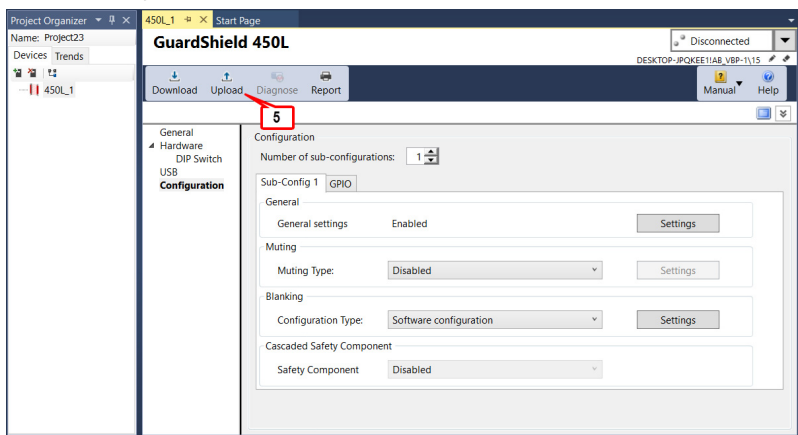 Project Organizer
450L_1
Start Page
Name: Project23
Devices Trends
450L_1
GuardShield 450L
Disconnected
DESKTOP-JPQKEE1!AB_VBP-1\15
Download Upload Diagnose Report
Manual Help
5
General
Hardware
DIP Switch
USB
Configuration
Configuration
Number of sub-configurations: 1
Sub-Config 1 GPIO
General
General settings Enabled Settings
Muting
Muting Type: Disabled Settings
Blanking
Configuration Type: Software configuration Settings
Cascaded Safety Component
Safety Component Disabled